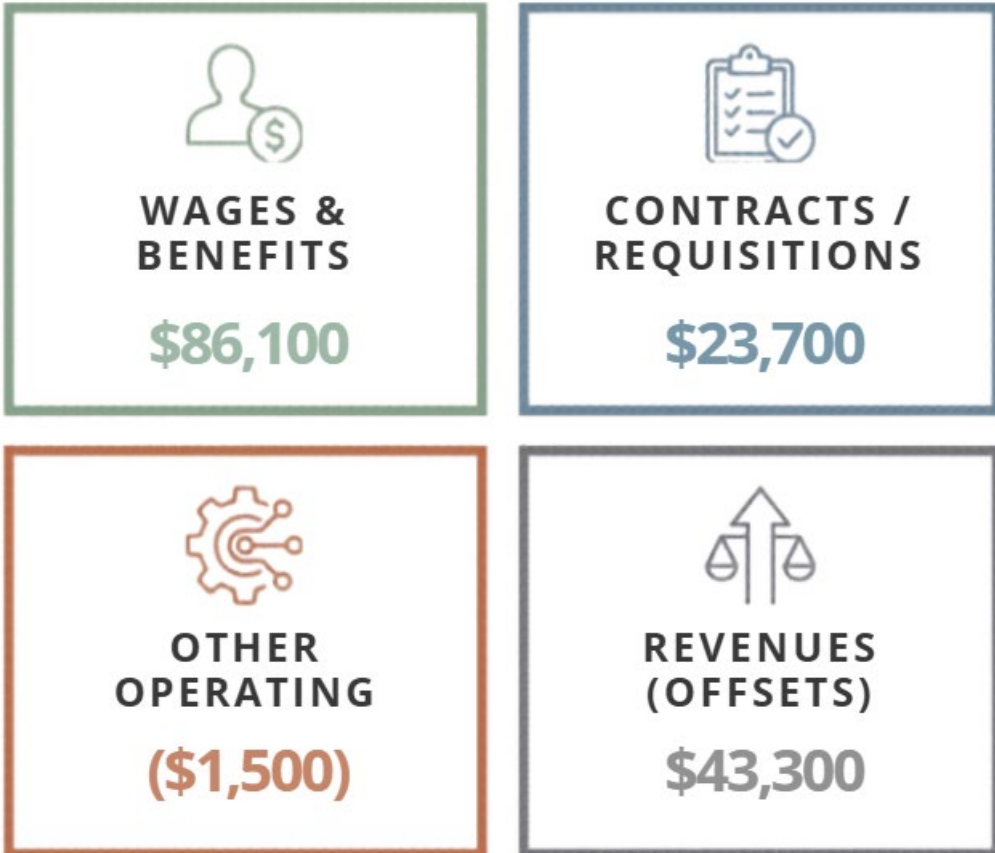 WAGES &
BENEFITS
$86,100
CONTRACTS /
REQUISITIONS
$23,700
OTHER
OPERATING
($1,500)
REVENUES
(OFFSETS)
$43,300